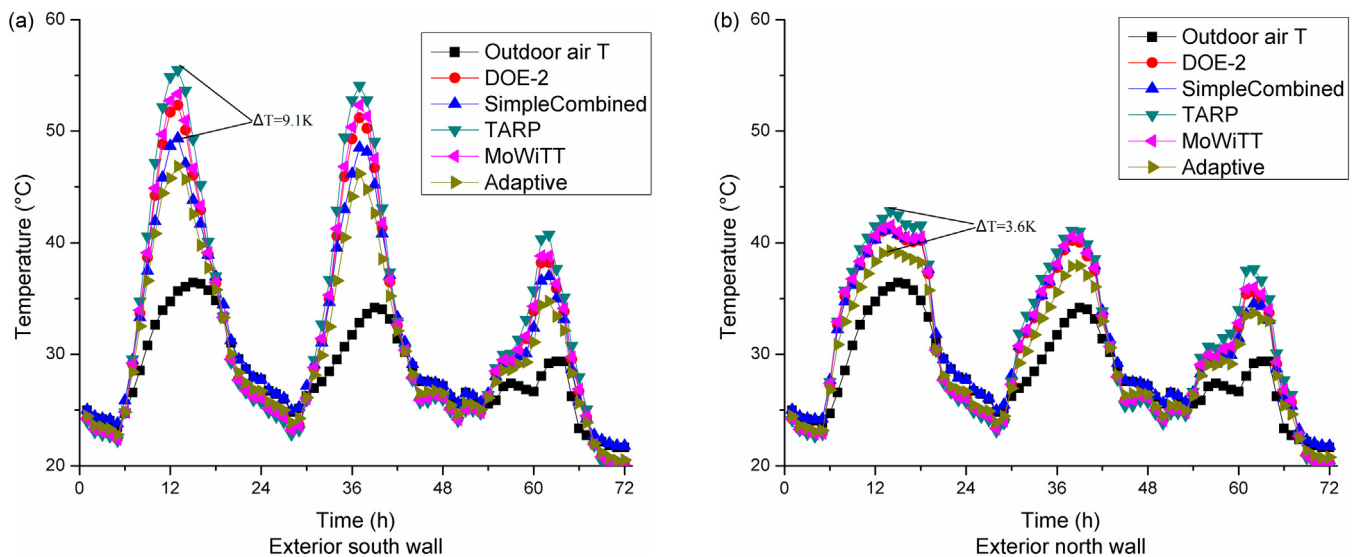 (a)
60
50
40
30
20
Temperature (°C)
Outdoor air T
DOE-2
SimpleCombined
TARP
MoWiTT
Adaptive
ΔT=9.1K
0
12
24
36
48
60
72
Time (h)
Exterior south wall
(b)
60
50
40
30
20
Temperature (°C)
Outdoor air T
DOE-2
SimpleCombined
TARP
MoWiTT
Adaptive
ΔT=3.6K
0
12
24
36
48
60
72
Time (h)
Exterior north wall